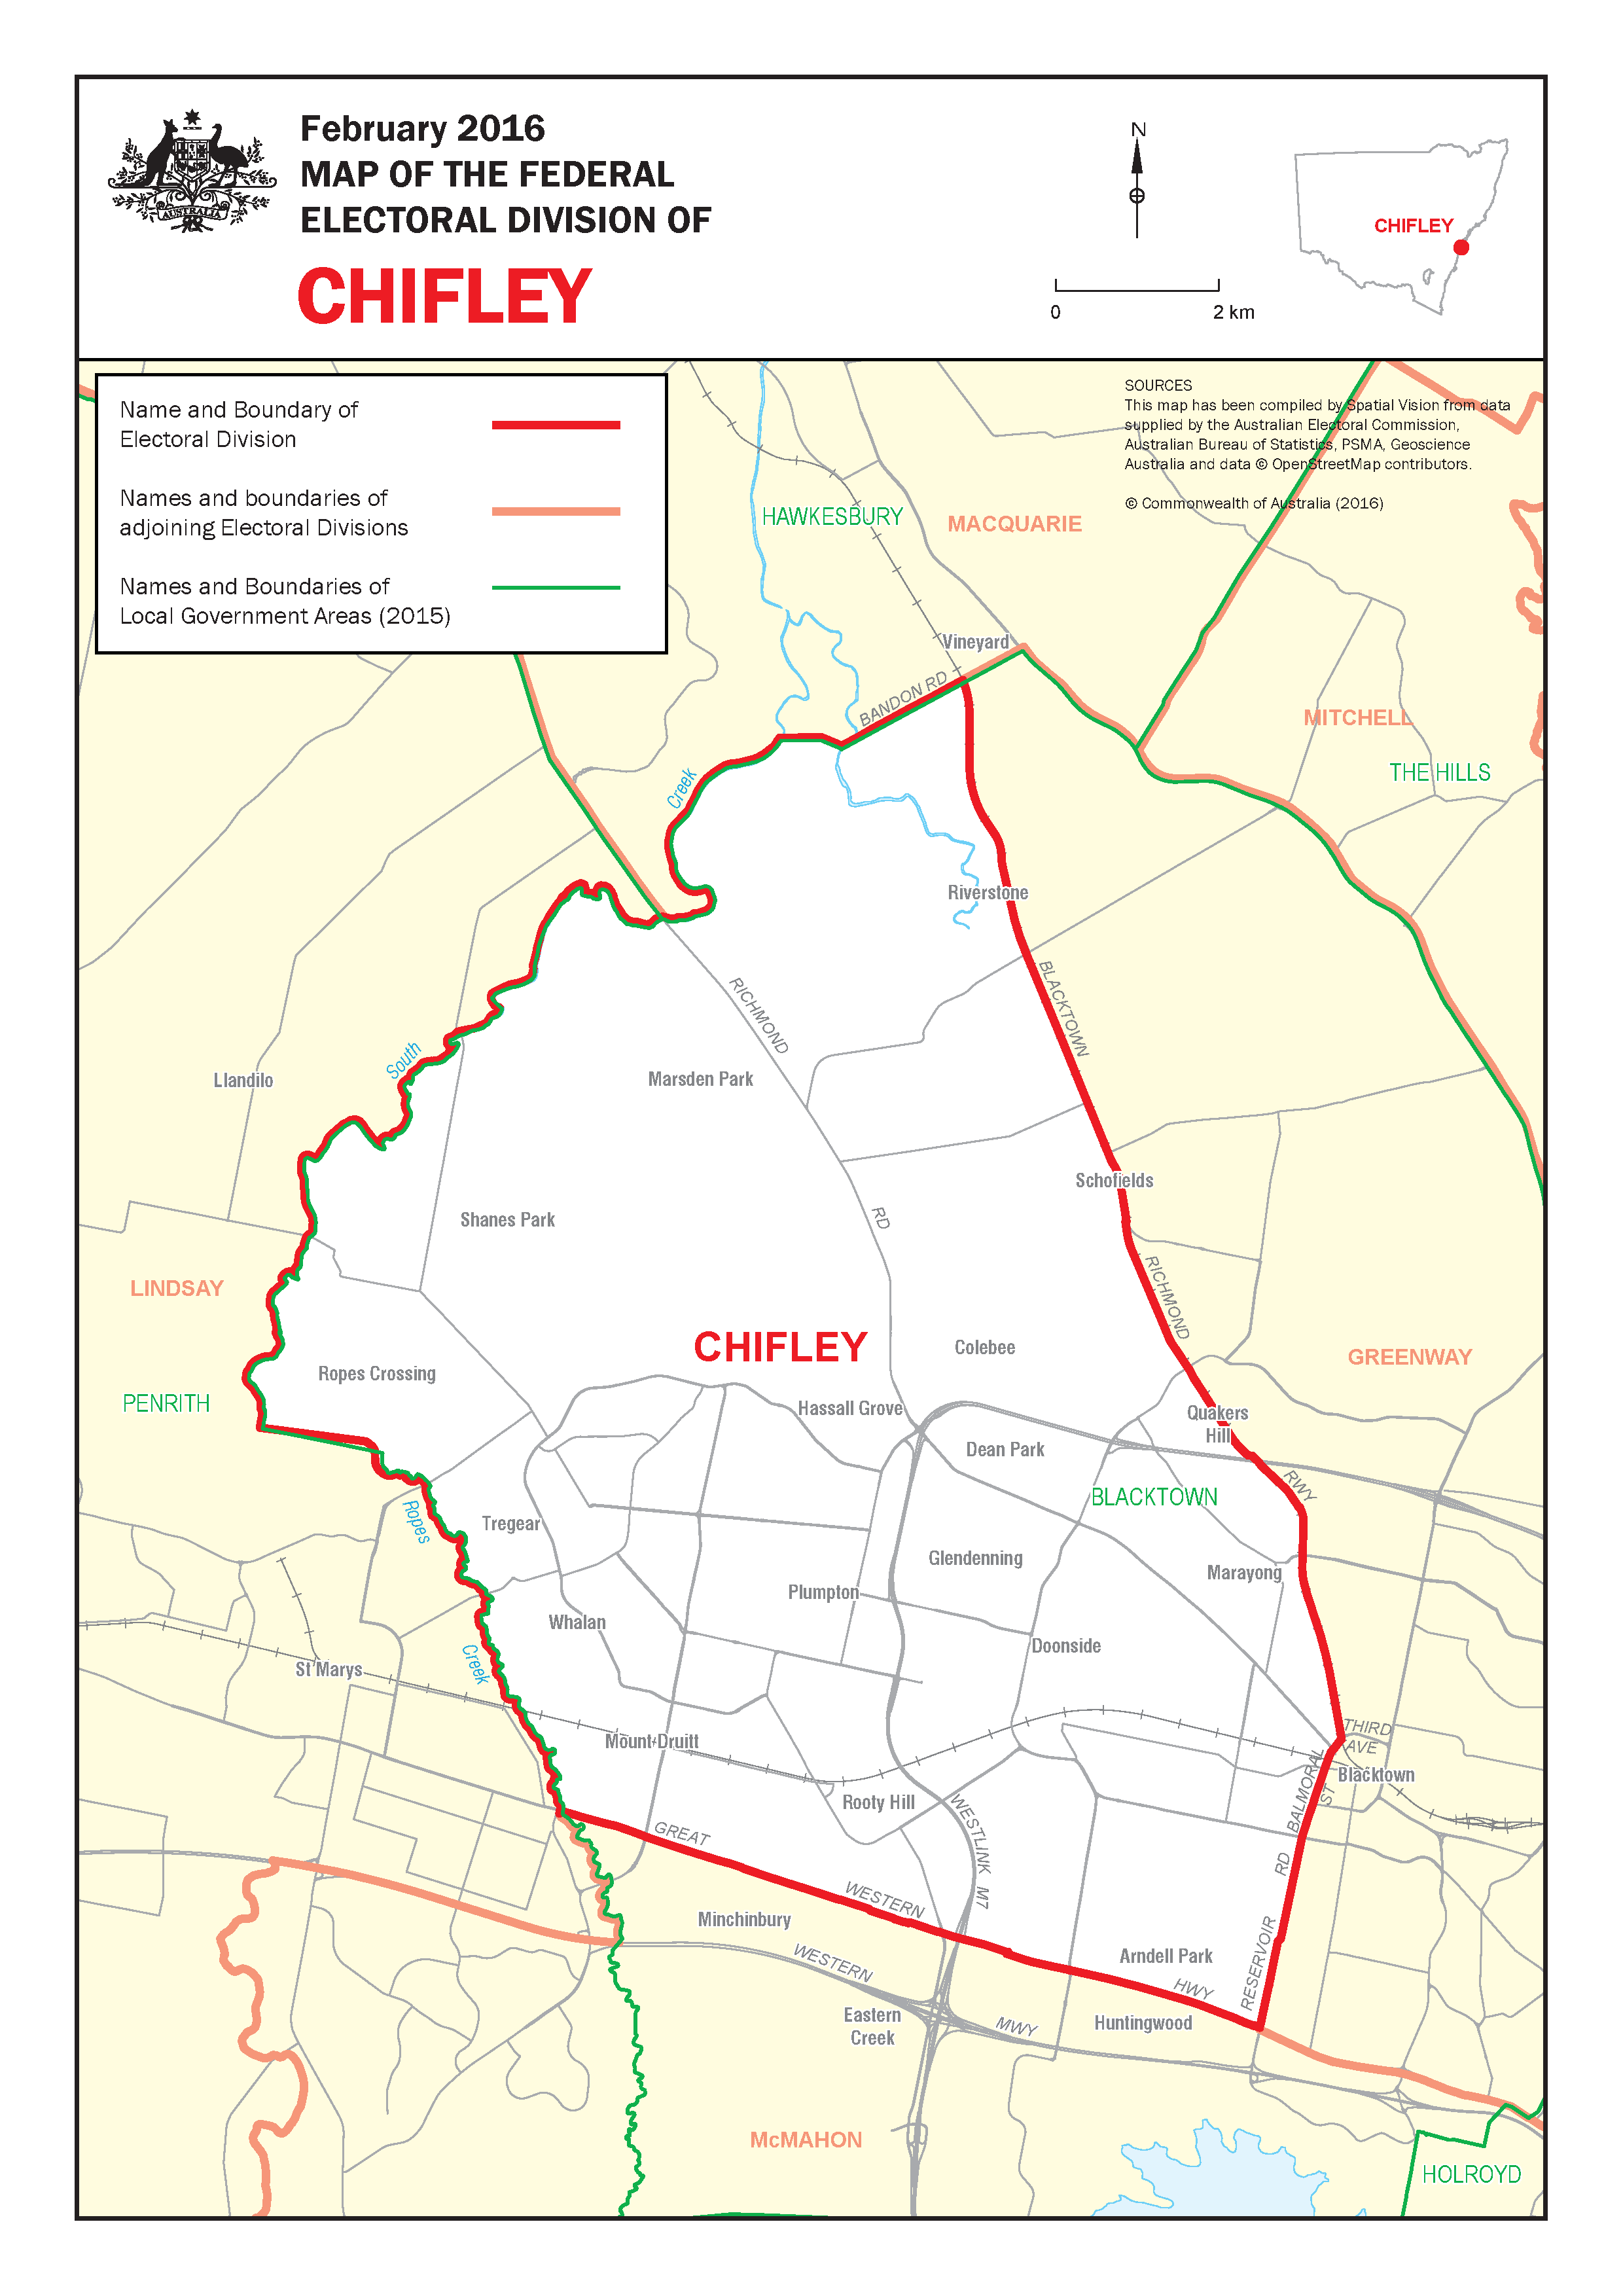 February 2016
MAP OF THE FEDERAL
ELECTORAL DIVISION OF
CHIFLEY
AUSTRALIA
N
0
2 km
CHIFLEY
Name and Boundary of
Electoral Division
Names and boundaries of
adjoining Electoral Divisions
Names and Boundaries of
Local Government Areas (2015)
SOURCES
This map has been compiled by Spatial Vision from data
supplied by the Australian Electoral Commission,
Australian Bureau of Statistics, PSMA, Geoscience
Australia and data © OpenStreetMap contributors.
© Commonwealth of Australia (2016)
HAWKESBURY
MACQUARIE
Vineyard
BANDON RD
MITCHELL
THE HILLS
Creek
Riverstone
RICHMOND
BLACKTOWN
South
Llandilo
Marsden Park
Schofields
Shanes Park
RD
LINDSAY
RICHMOND
CHIFLEY
Colebee
GREENWAY
Ropes Crossing
PENRITH
Hassall Grove
Quakers
Hill
Dean Park
RWY
BLACKTOWN
Ropes
Tregear
Glendenning
Marayong
Plumpton
Whalan
Doonside
Creek
St Marys
Mount Druitt
THIRD
AVE
Blacktown
BALMORAL
ST
Rooty Hill
GREAT
WESTLINK M7
RD
WESTERN
Minchinbury
RESERVOIR
WESTERN
Arndell Park
HWY
Eastern
Creek
MWY
Huntingwood
McMAHON
HOLROYD